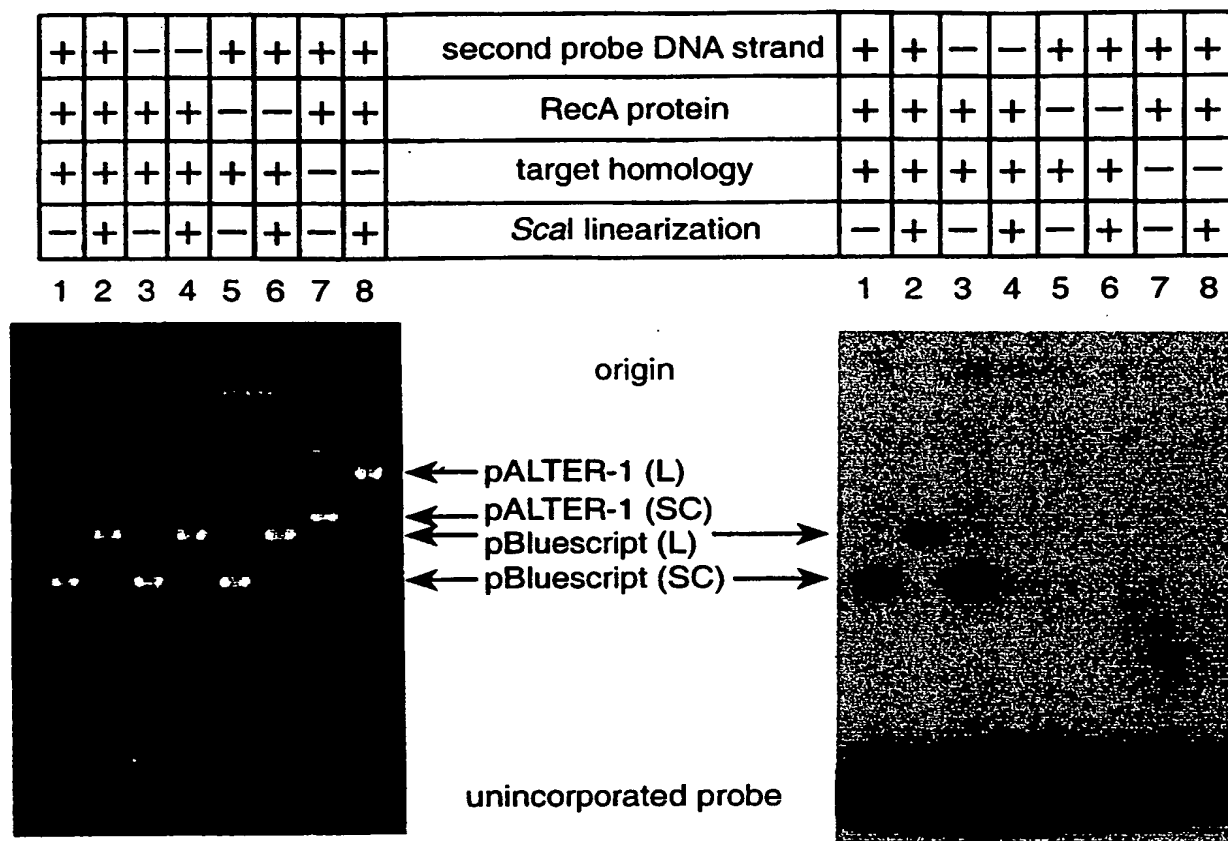 + + − − + + + + second probe DNA strand + + − − + + + +
+ + + + − − + + RecA protein + + + + − − + +
+ + + + + + − − target homology + + + + + + − −
− + − + − + − + ScaI linearization − + − + − + − +
1 2 3 4 5 6 7 8 1 2 3 4 5 6 7 8
origin
pALTER-1 (L)
pALTER-1 (SC)
pBluescript (L)
pBluescript (SC)
unincorporated probe